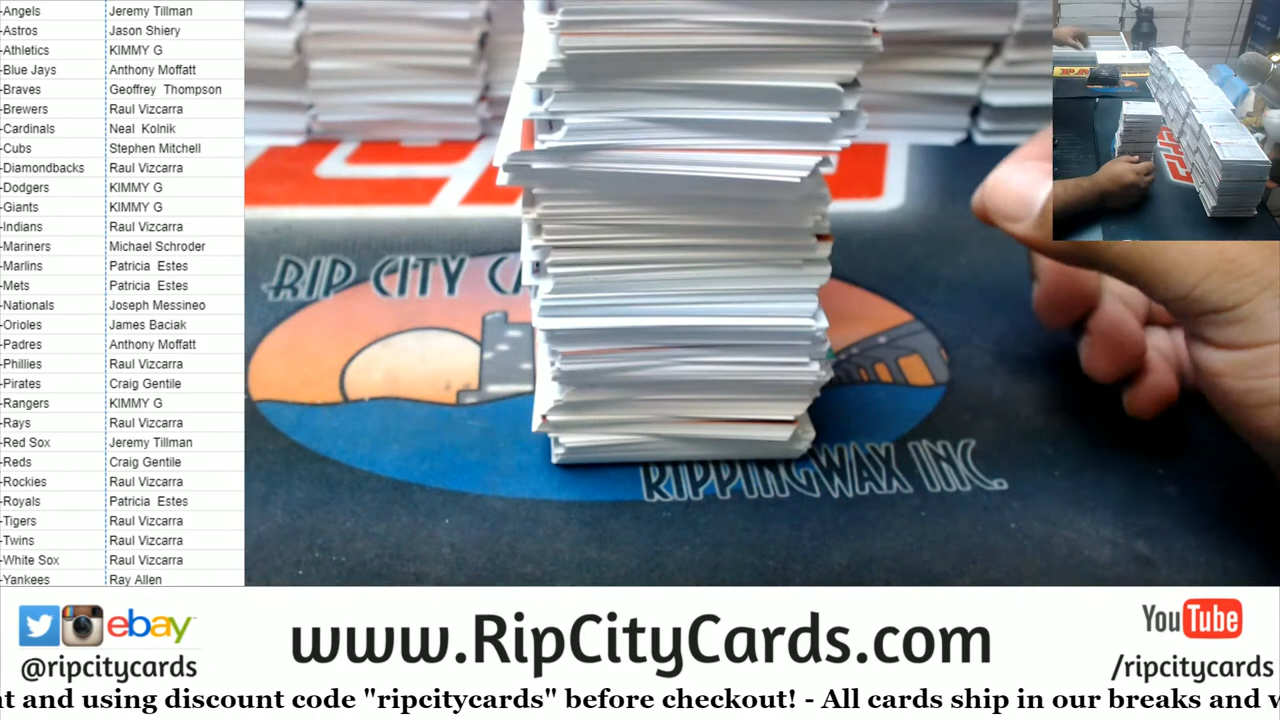 -Angels Jeremy Tillman
-Astros Jason Shiery
-Athletics KIMMY G
-Blue Jays Anthony Moffatt
-Braves Geoffrey Thompson
-Brewers Raul Vizcarra
-Cardinals Neal Kolnik
-Cubs Stephen Mitchell
-Diamondbacks Raul Vizcarra
-Dodgers KIMMY G
-Giants KIMMY G
-Indians Raul Vizcarra
-Mariners Michael Schroder
-Marlins Patricia Estes
-Mets Patricia Estes
-Nationals Joseph Messineo
-Orioles James Baciak
-Padres Anthony Moffatt
-Phillies Raul Vizcarra
-Pirates Craig Gentile
-Rangers KIMMY G
-Rays Raul Vizcarra
-Red Sox Jeremy Tillman
-Reds Craig Gentile
-Rockies Raul Vizcarra
-Royals Patricia Estes
-Tigers Raul Vizcarra
-Twins Raul Vizcarra
-White Sox Raul Vizcarra
-Yankees Ray Allen
RIP CITY CA
RIPPINGWAX INC.
ebay
@ripcitycards
www.RipCityCards.com
YouTube
/ripcitycards
and using discount code "ripcitycards" before checkout! - All cards ship in our breaks and